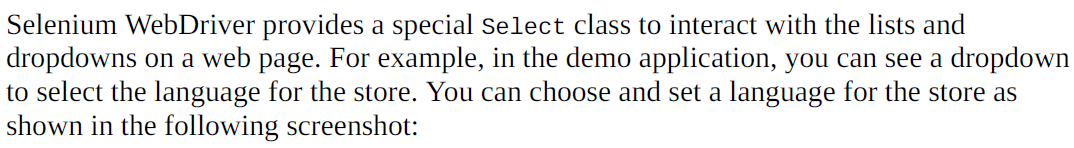 Selenium WebDriver provides a special Select class to interact with the lists and
dropdowns on a web page. For example, in the demo application, you can see a dropdown
to select the language for the store. You can choose and set a language for the store as
shown in the following screenshot: